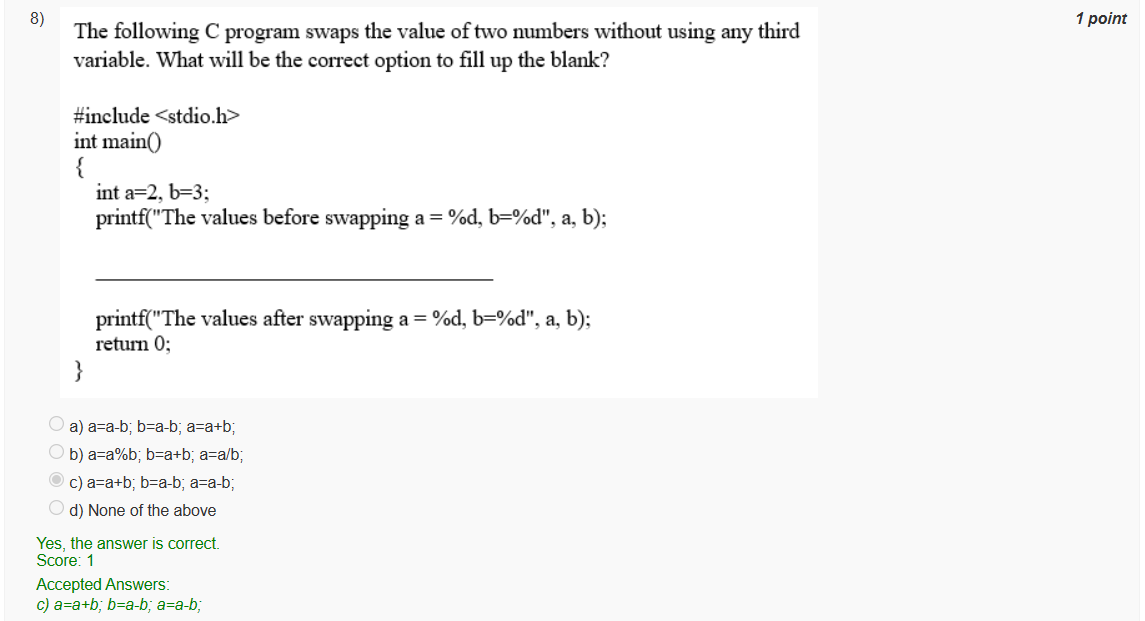 8)
1 point
The following C program swaps the value of two numbers without using any third
variable. What will be the correct option to fill up the blank?
#include <stdio.h>
int main()
{
int a=2, b=3;
printf("The values before swapping a = %d, b=%d", a, b);
printf("The values after swapping a = %d, b=%d", a, b);
return 0;
}
a) a=a-b; b=a-b; a=a+b;
b) a=a%b; b=a+b; a=a/b;
c) a=a+b; b=a-b; a=a-b;
d) None of the above
Yes, the answer is correct.
Score: 1
Accepted Answers:
c) a=a+b; b=a-b; a=a-b;